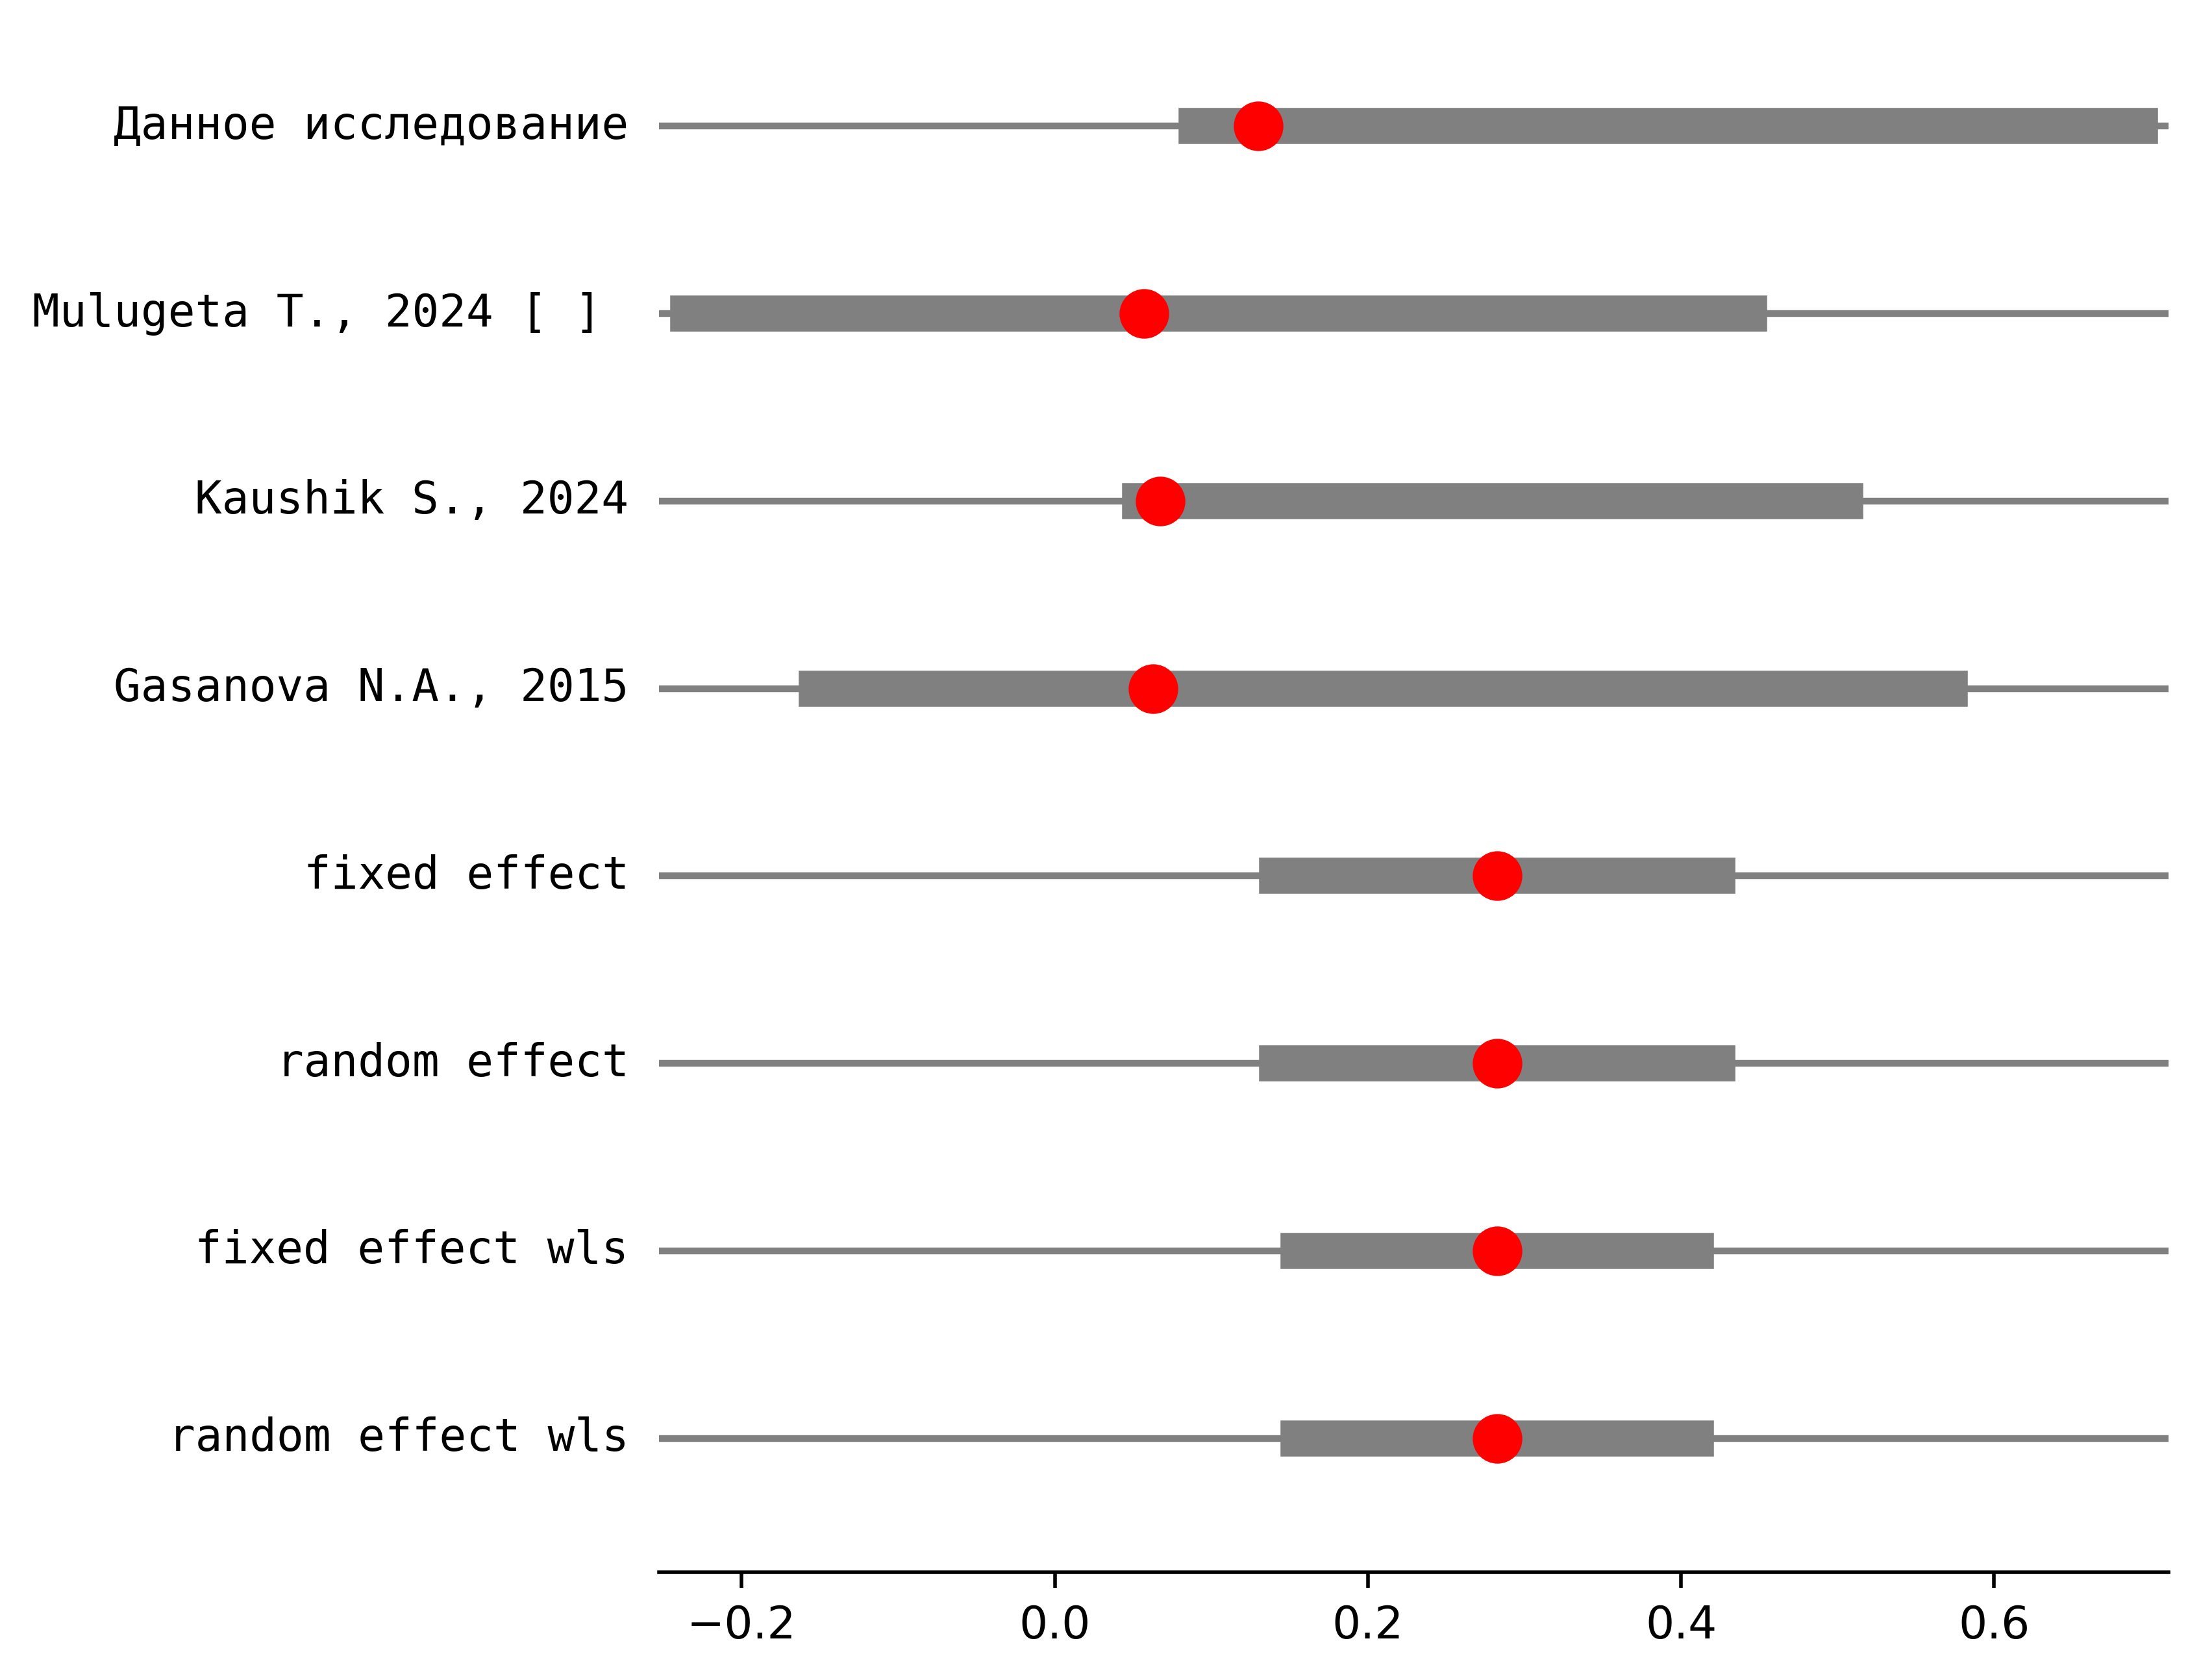 Данное исследование
Mulugeta T., 2024 [ ]
Kaushik S., 2024
Gasanova N.A., 2015
fixed effect
random effect
fixed effect wls
random effect wls
−0.2 0.0 0.2 0.4 0.6